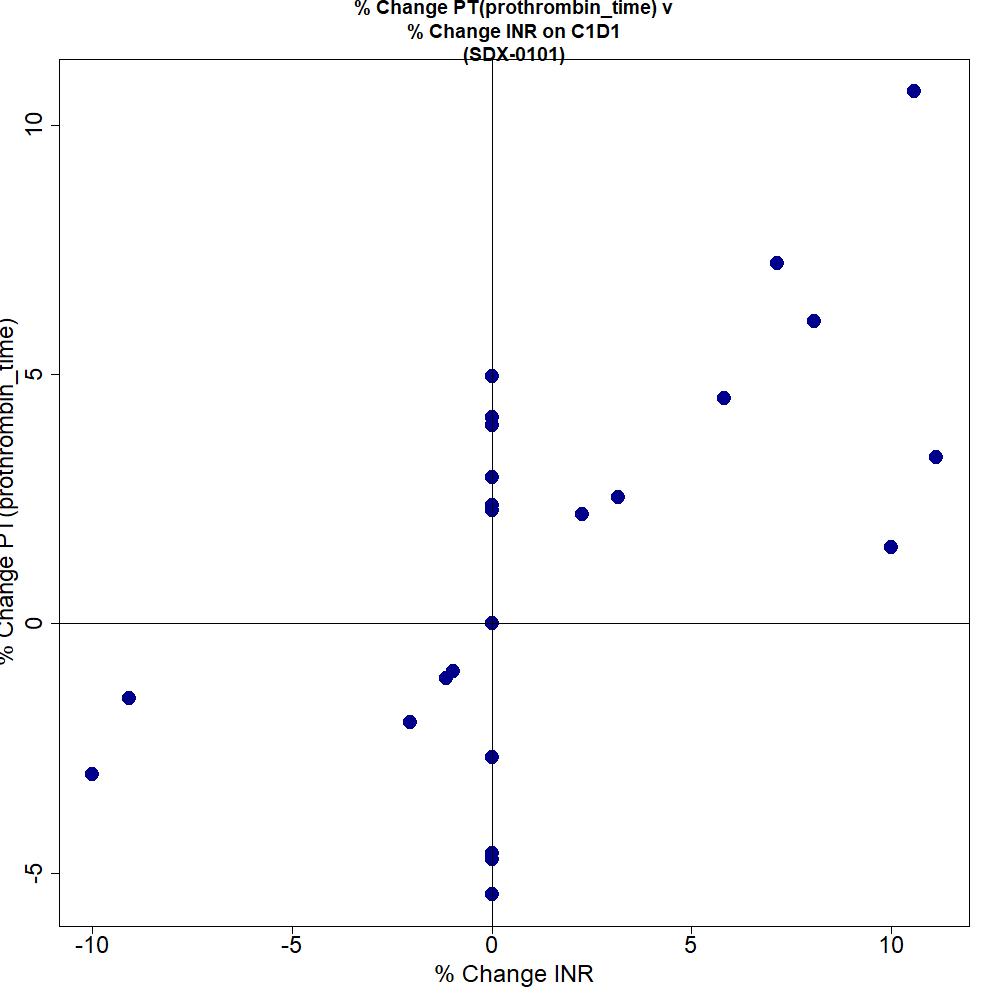 % Change PT(prothrombin_time) v
% Change INR on C1D1
(SDX-0101)
% Change PT(prothrombin_time)
10
5
0
-5
-10
-5
0
5
10
% Change INR